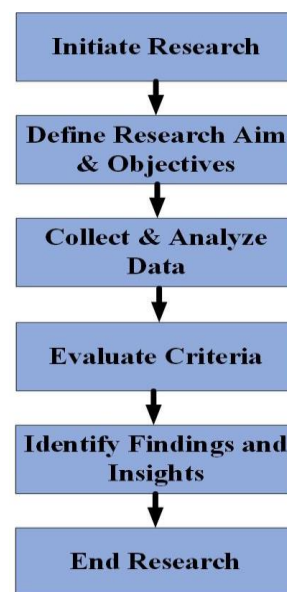 Initiate Research
Define Research Aim
& Objectives
Collect & Analyze
Data
Evaluate Criteria
Identify Findings and
Insights
End Research